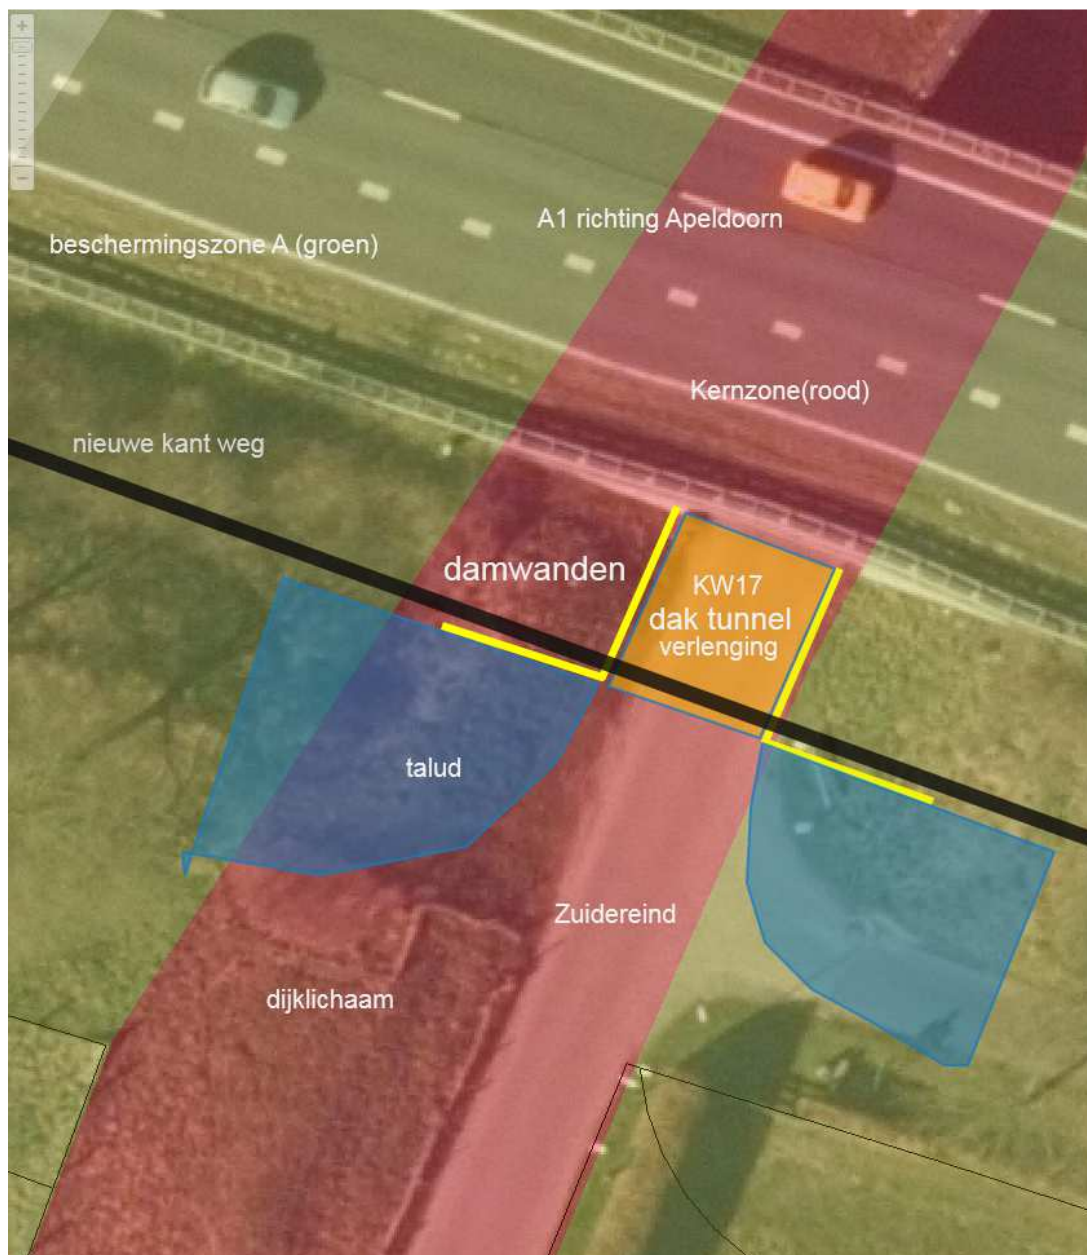 A1 richting Apeldoorn
beschermingszone A (groen)
Kernzone(rood)
nieuwe kant weg
damwanden
KW17
dak tunnel
verlenging
talud
Zuidereind
dijklichaam